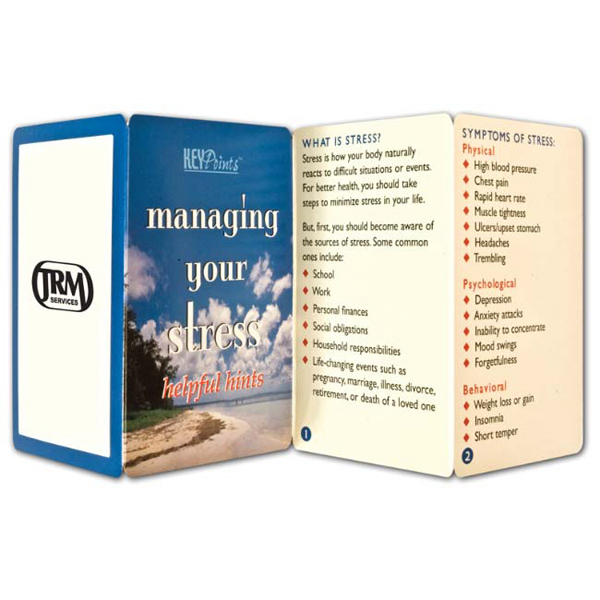 JRM
SERVICES
KEY Points™
managing
your
stress
helpful hints
WHAT IS STRESS?
Stress is how your body naturally
reacts to difficult situations or events.
For better health, you should take
steps to minimize stress in your life.
But, first, you should become aware of
the sources of stress. Some common
ones include:
♦ School
♦ Work
♦ Personal finances
♦ Social obligations
♦ Household responsibilities
♦ Life-changing events such as
pregnancy, marriage, illness, divorce,
retirement, or death of a loved one
1
SYMPTOMS OF STRESS:
Physical
♦ High blood pressure
♦ Chest pain
♦ Rapid heart rate
♦ Muscle tightness
♦ Ulcers/upset stomach
♦ Headaches
♦ Trembling
Psychological
♦ Depression
♦ Anxiety attacks
♦ Inability to concentrate
♦ Mood swings
♦ Forgetfulness
Behavioral
♦ Weight loss or gain
♦ Insomnia
♦ Short temper
2